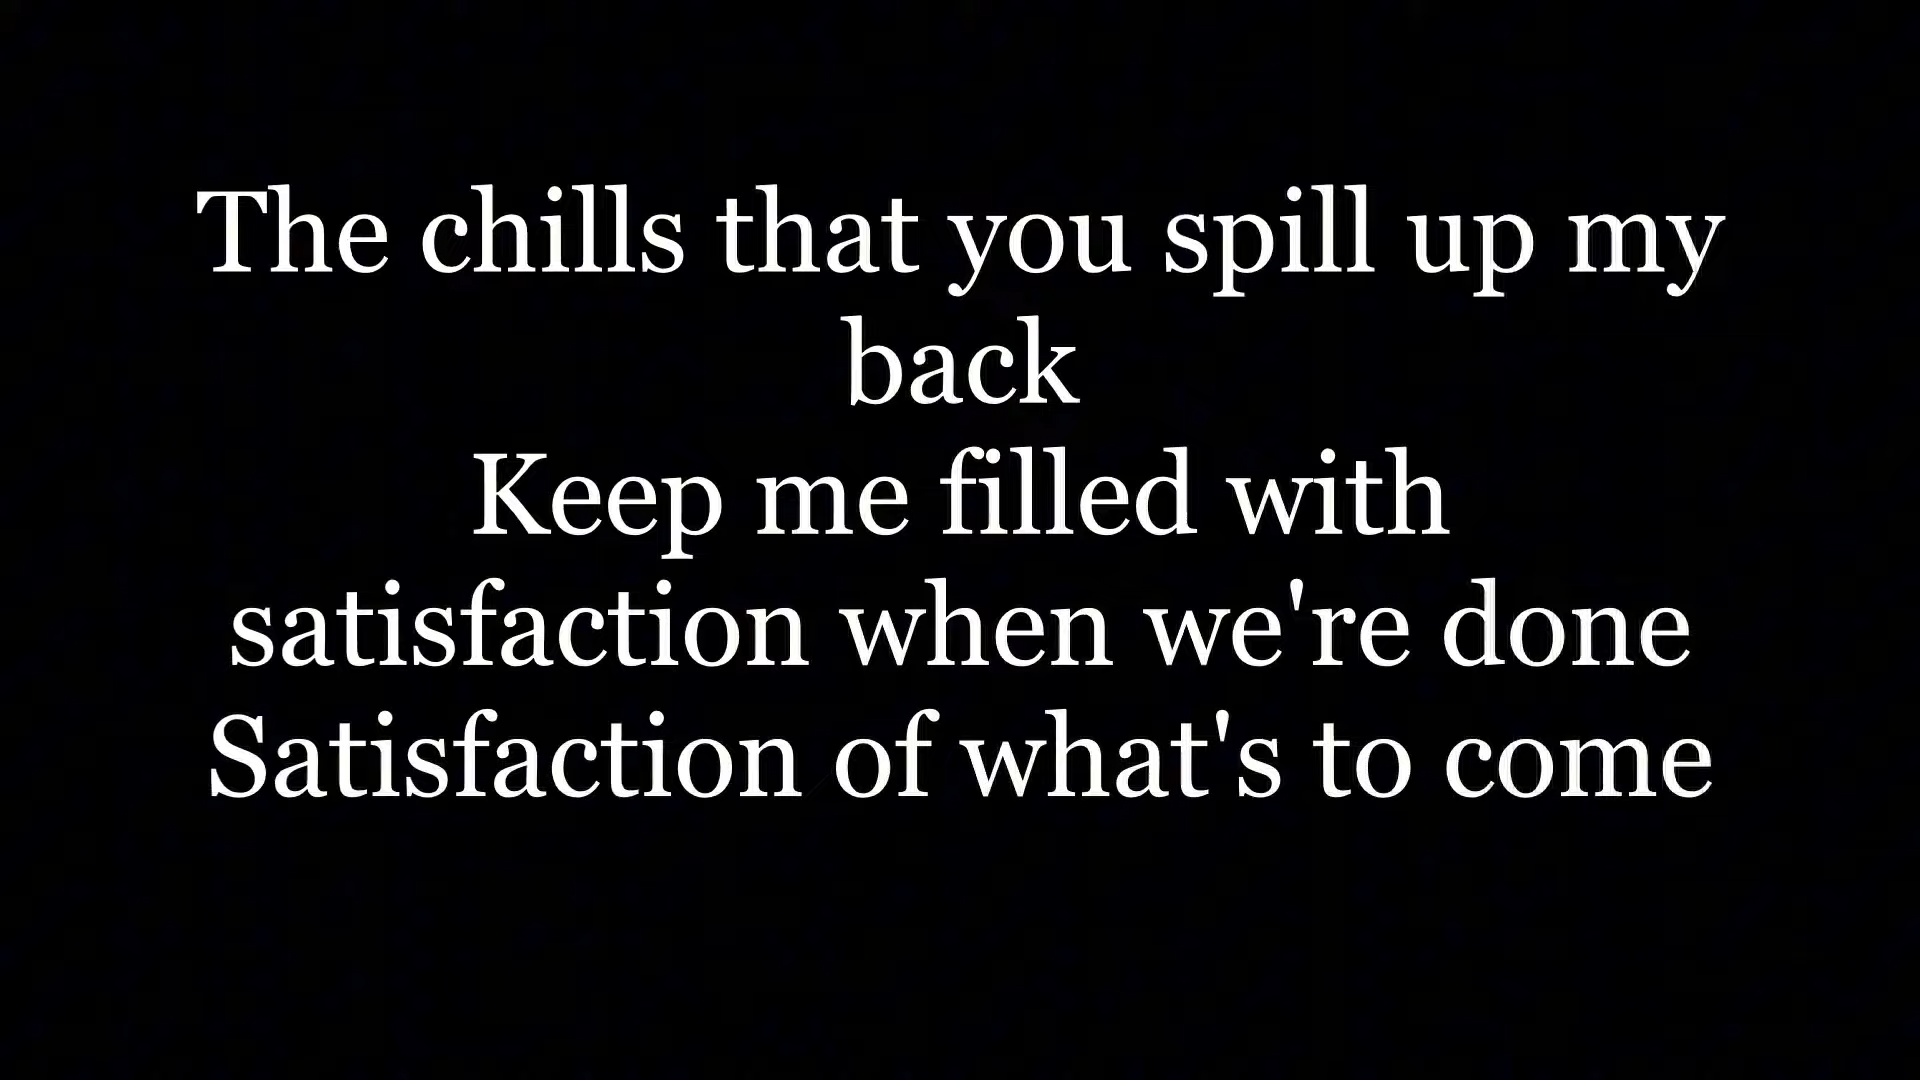 The chills that you spill up my
back
Keep me filled with
satisfaction when we're done
Satisfaction of what's to come